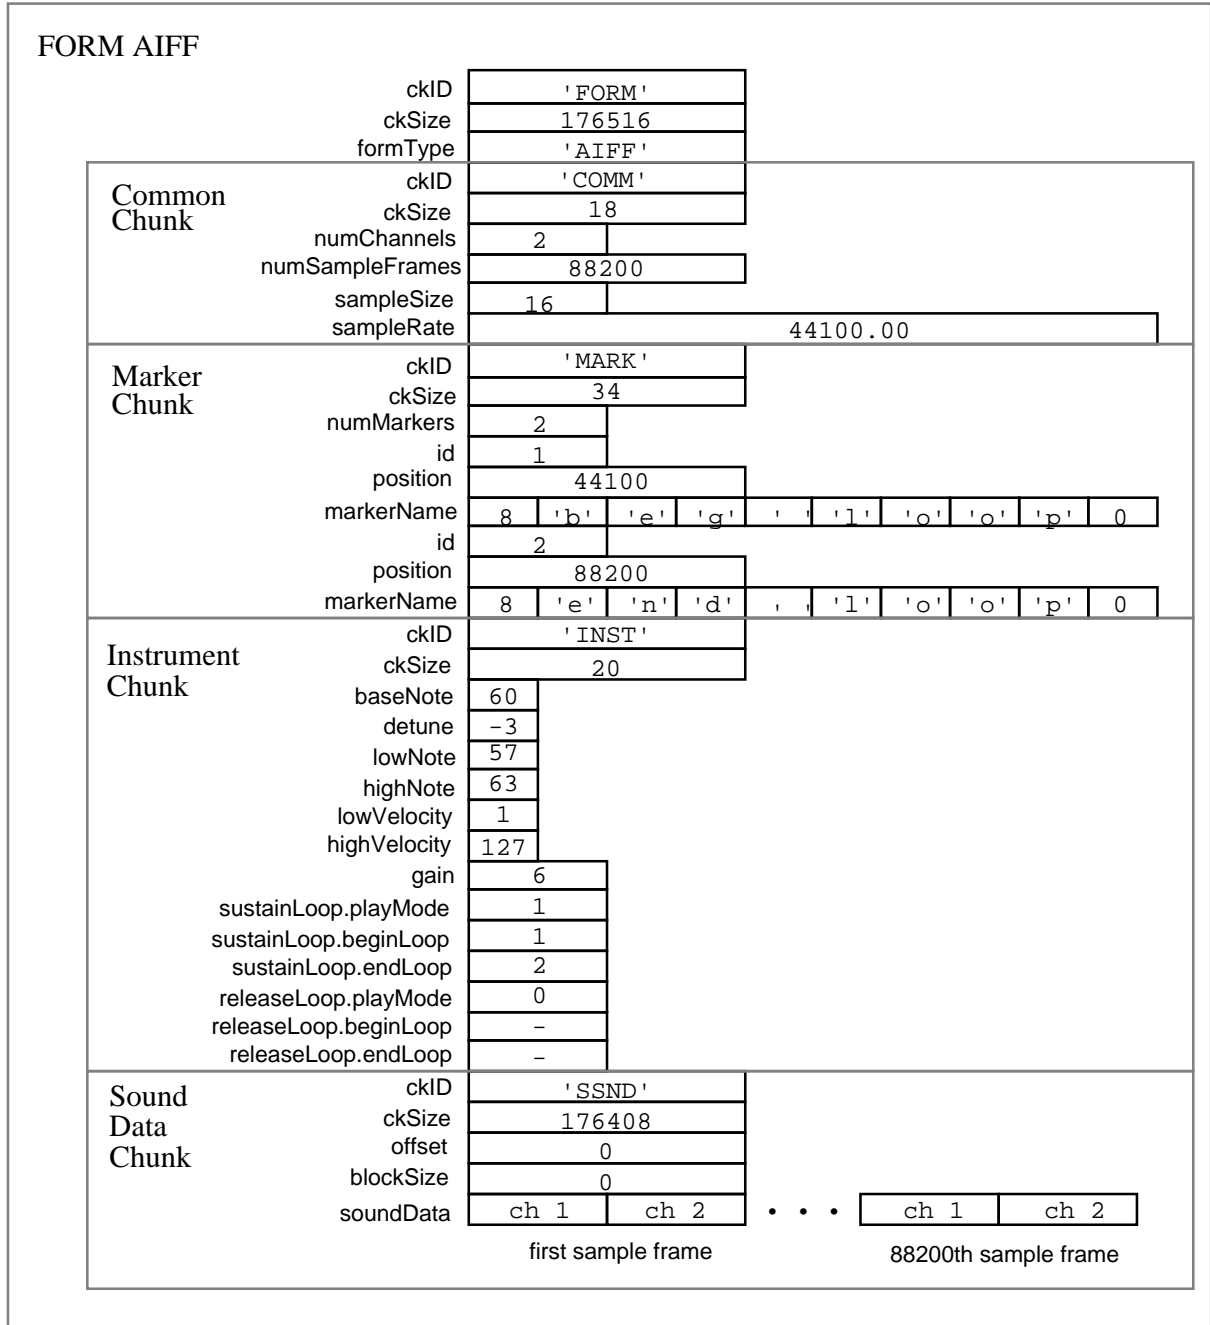 FORM AIFF
ckID 'FORM'
ckSize 176516
formType 'AIFF'
Common
Chunk
ckID 'COMM'
ckSize 18
numChannels 2
numSampleFrames 88200
sampleSize 16
sampleRate 44100.00
Marker
Chunk
ckID 'MARK'
ckSize 34
numMarkers 2
id 1
position 44100
markerName 8 'b' 'e' 'g' ' ' 'l' 'o' 'o' 'p' 0
id 2
position 88200
markerName 8 'e' 'n' 'd' ' ' 'l' 'o' 'o' 'p' 0
Instrument
Chunk
ckID 'INST'
ckSize 20
baseNote 60
detune -3
lowNote 57
highNote 63
lowVelocity 1
highVelocity 127
gain 6
sustainLoop.playMode 1
sustainLoop.beginLoop 1
sustainLoop.endLoop 2
releaseLoop.playMode 0
releaseLoop.beginLoop -
releaseLoop.endLoop -
Sound
Data
Chunk
ckID 'SSND'
ckSize 176408
offset 0
blockSize 0
soundData ch 1 ch 2 • • • ch 1 ch 2
first sample frame 88200th sample frame